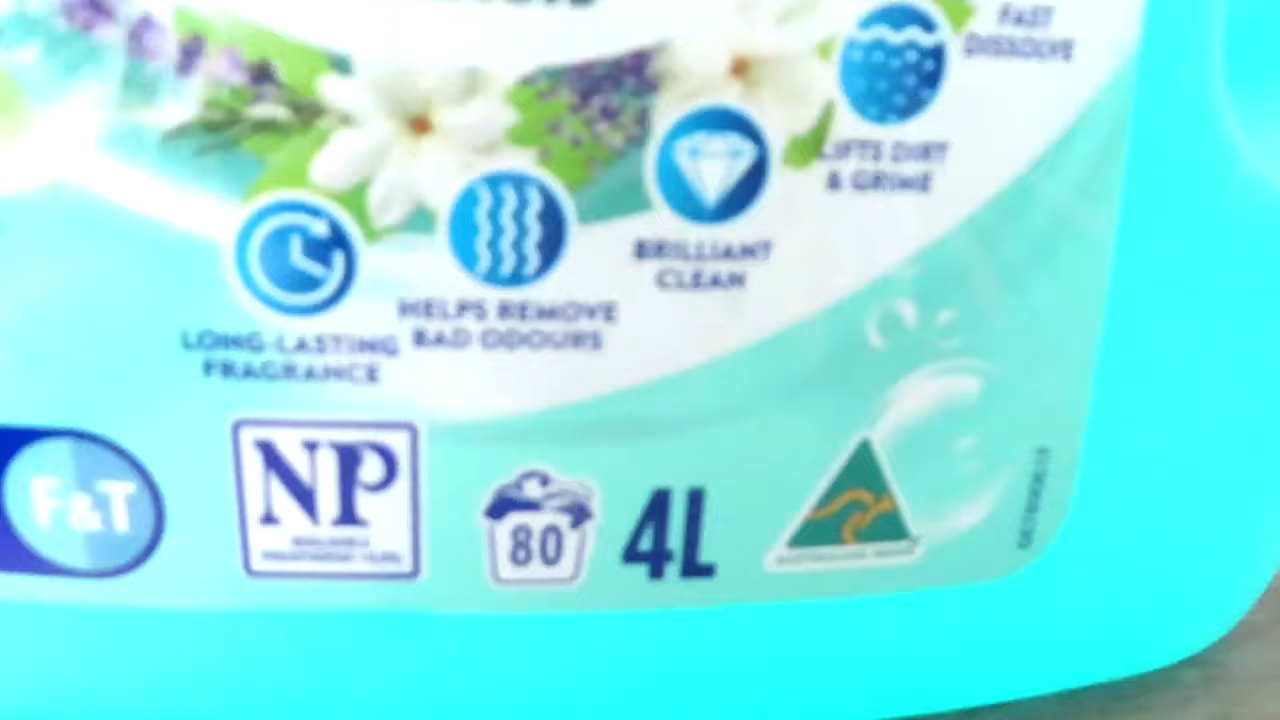 FAST
DISSOLVE
LIFTS DIRT
& GRIME
BRILLIANT
CLEAN
HELPS REMOVE
BAD ODOURS
LONG-LASTING
FRAGRANCE
F&T
NP
80
4L